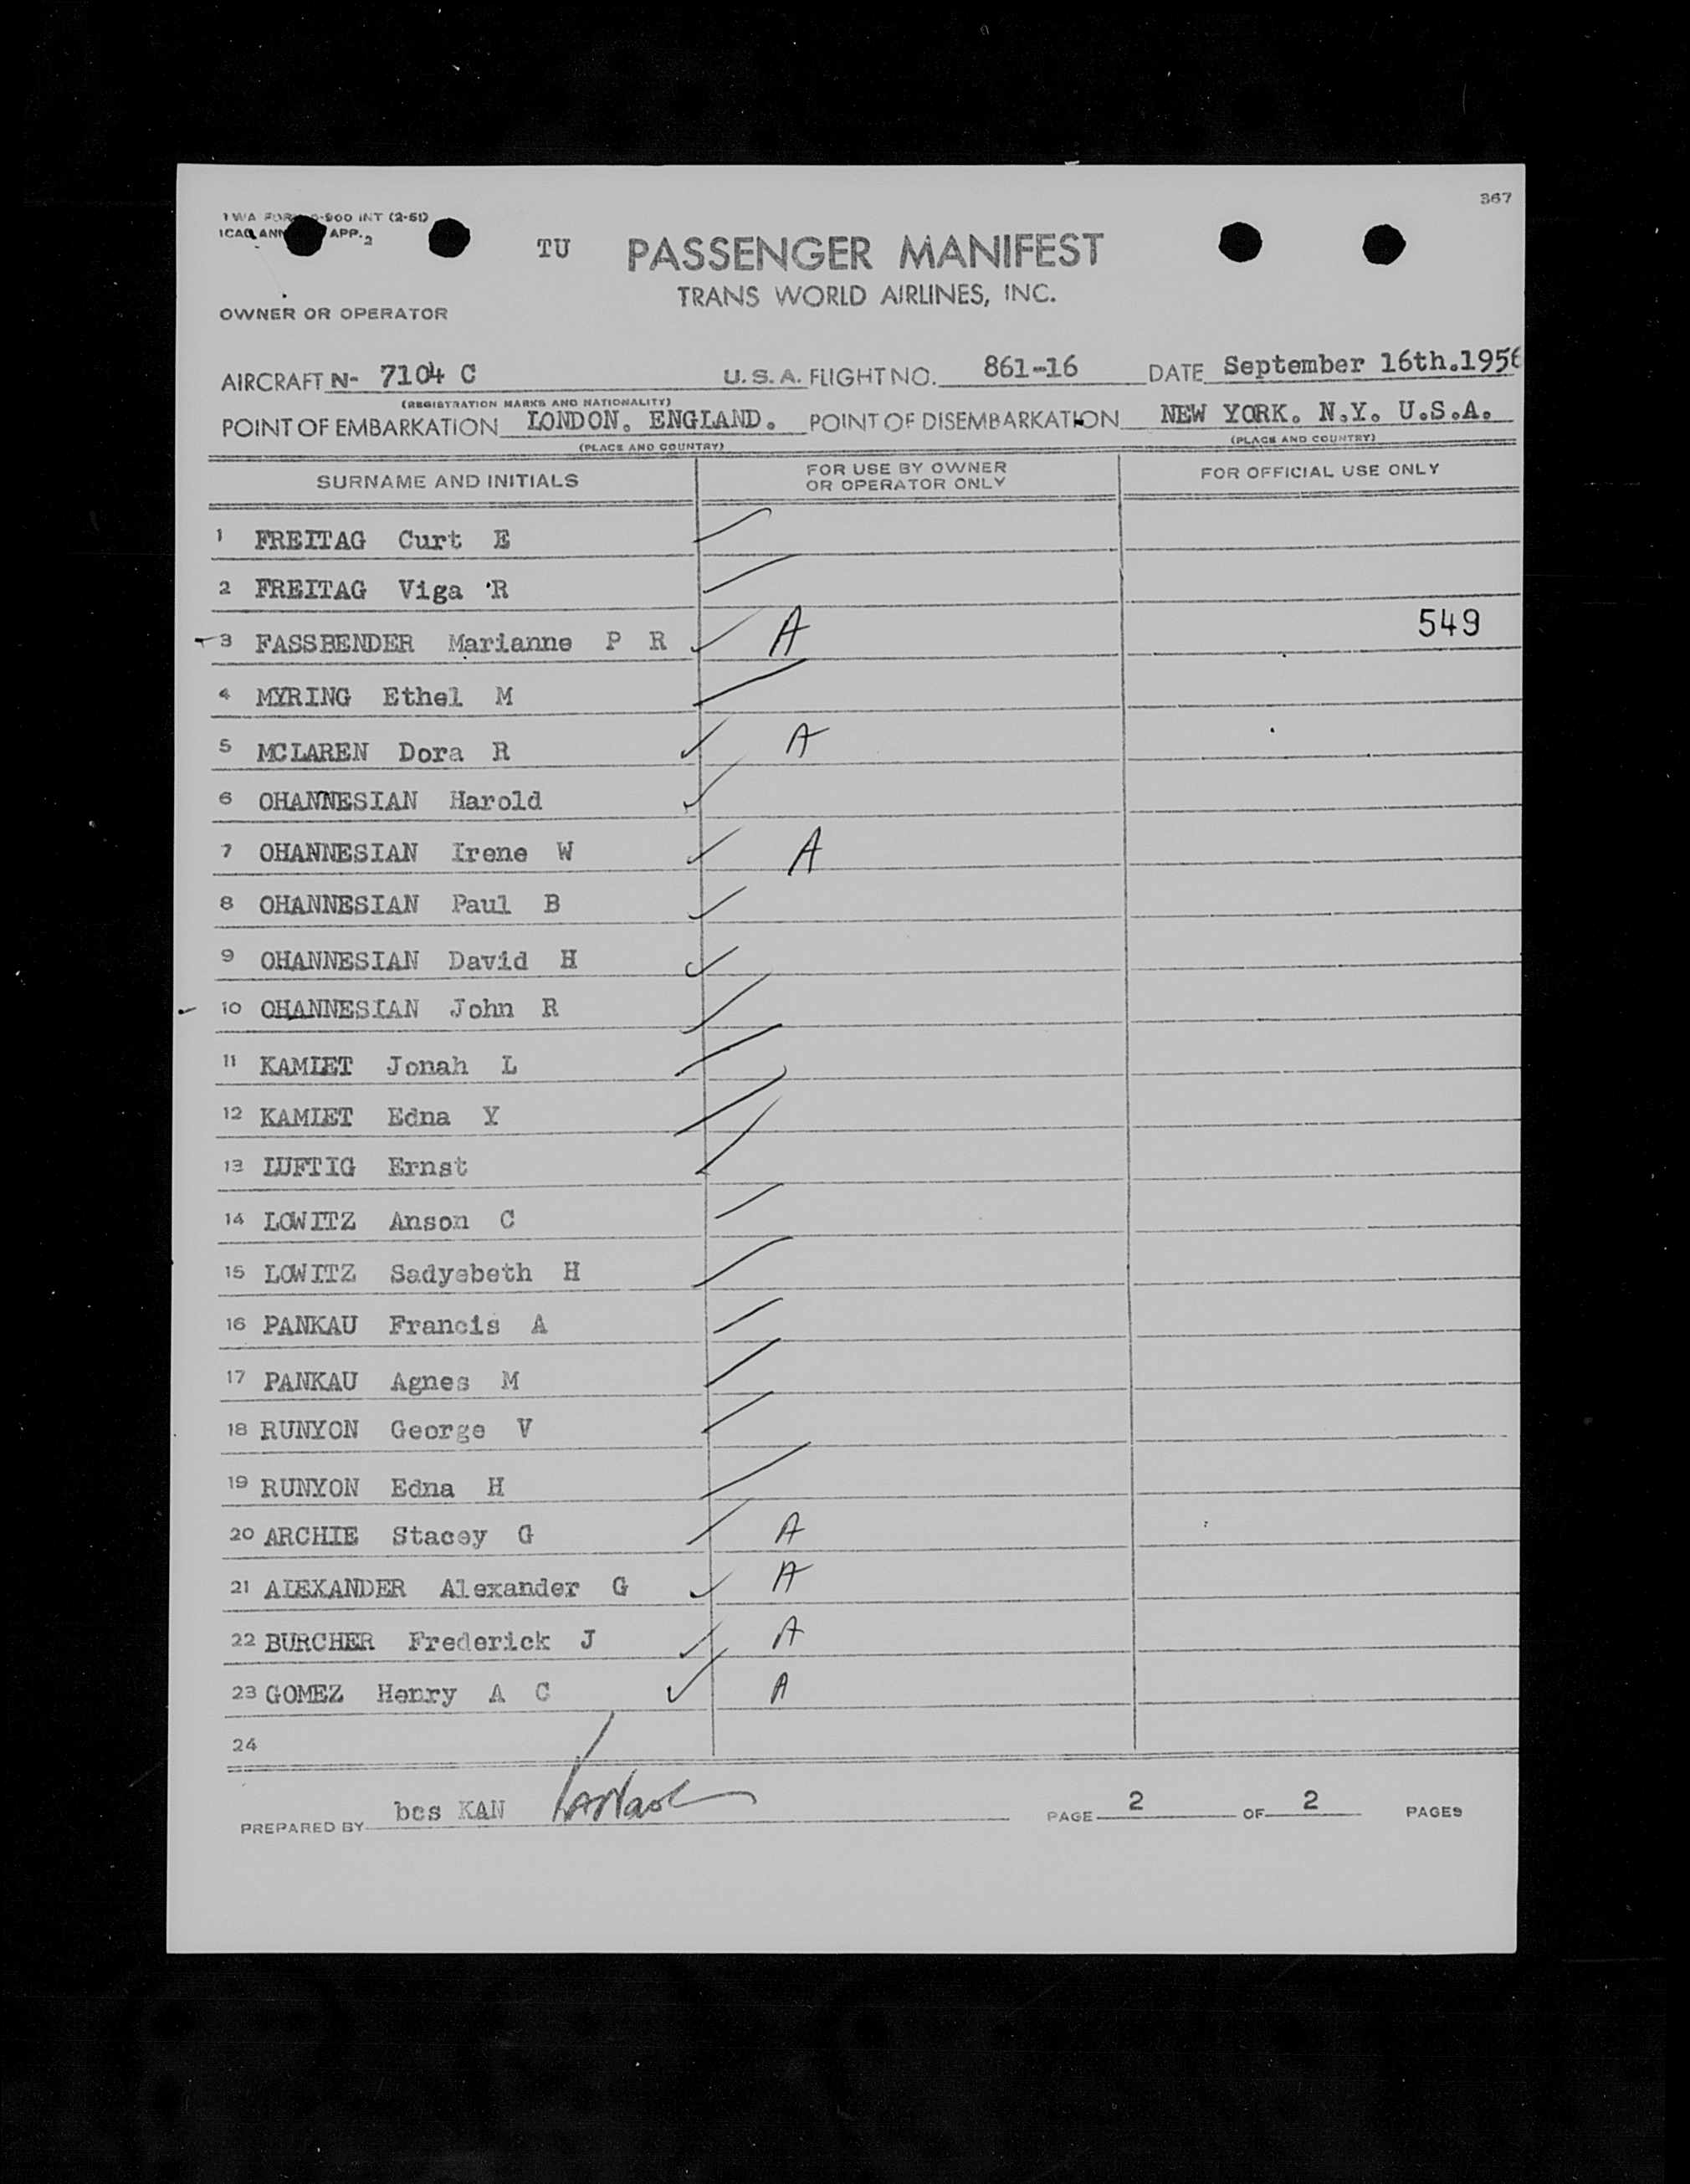 367
TWA FOR -900 INT (2-51)
ICAO ANN APP. 2
TU PASSENGER MANIFEST
TRANS WORLD AIRLINES, INC.
OWNER OR OPERATOR
AIRCRAFT N- 7104 C U.S.A. FLIGHT NO. 861-16 DATE September 16th.1956
(REGISTRATION MARKS AND NATIONALITY)
POINT OF EMBARKATION LONDON. ENGLAND. POINT OF DISEMBARKATION NEW YORK. N.Y. U.S.A.
(PLACE AND COUNTRY) (PLACE AND COUNTRY)
SURNAME AND INITIALS FOR USE BY OWNER OR OPERATOR ONLY FOR OFFICIAL USE ONLY
1 FREITAG Curt E
2 FREITAG Viga R
3 FASSBENDER Marianne P R A 549
4 MYRING Ethel M
5 MCLAREN Dora R A
6 OHANNESIAN Harold
7 OHANNESIAN Irene W A
8 OHANNESIAN Paul B
9 OHANNESIAN David H
10 OHANNESIAN John R
11 KAMIET Jonah L
12 KAMIET Edna Y
13 LUFTIG Ernst
14 LOWITZ Anson C
15 LOWITZ Sadyebeth H
16 PANKAU Francis A
17 PANKAU Agnes M
18 RUNYON George V
19 RUNYON Edna H
20 ARCHIE Stacey G A
21 ALEXANDER Alexander G A
22 BURCHER Frederick J A
23 GOMEZ Henry A C A
24
PREPARED BY bcs KAN PAGE 2 OF 2 PAGES